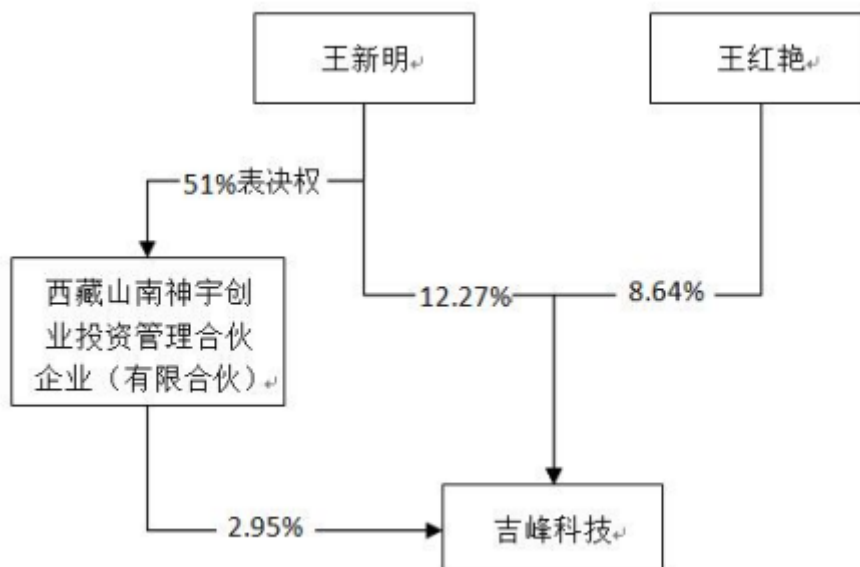 王新明
王红艳
51%表决权
西藏山南神宇创
业投资管理合伙
企业（有限合伙）
12.27%
8.64%
2.95%
吉峰科技